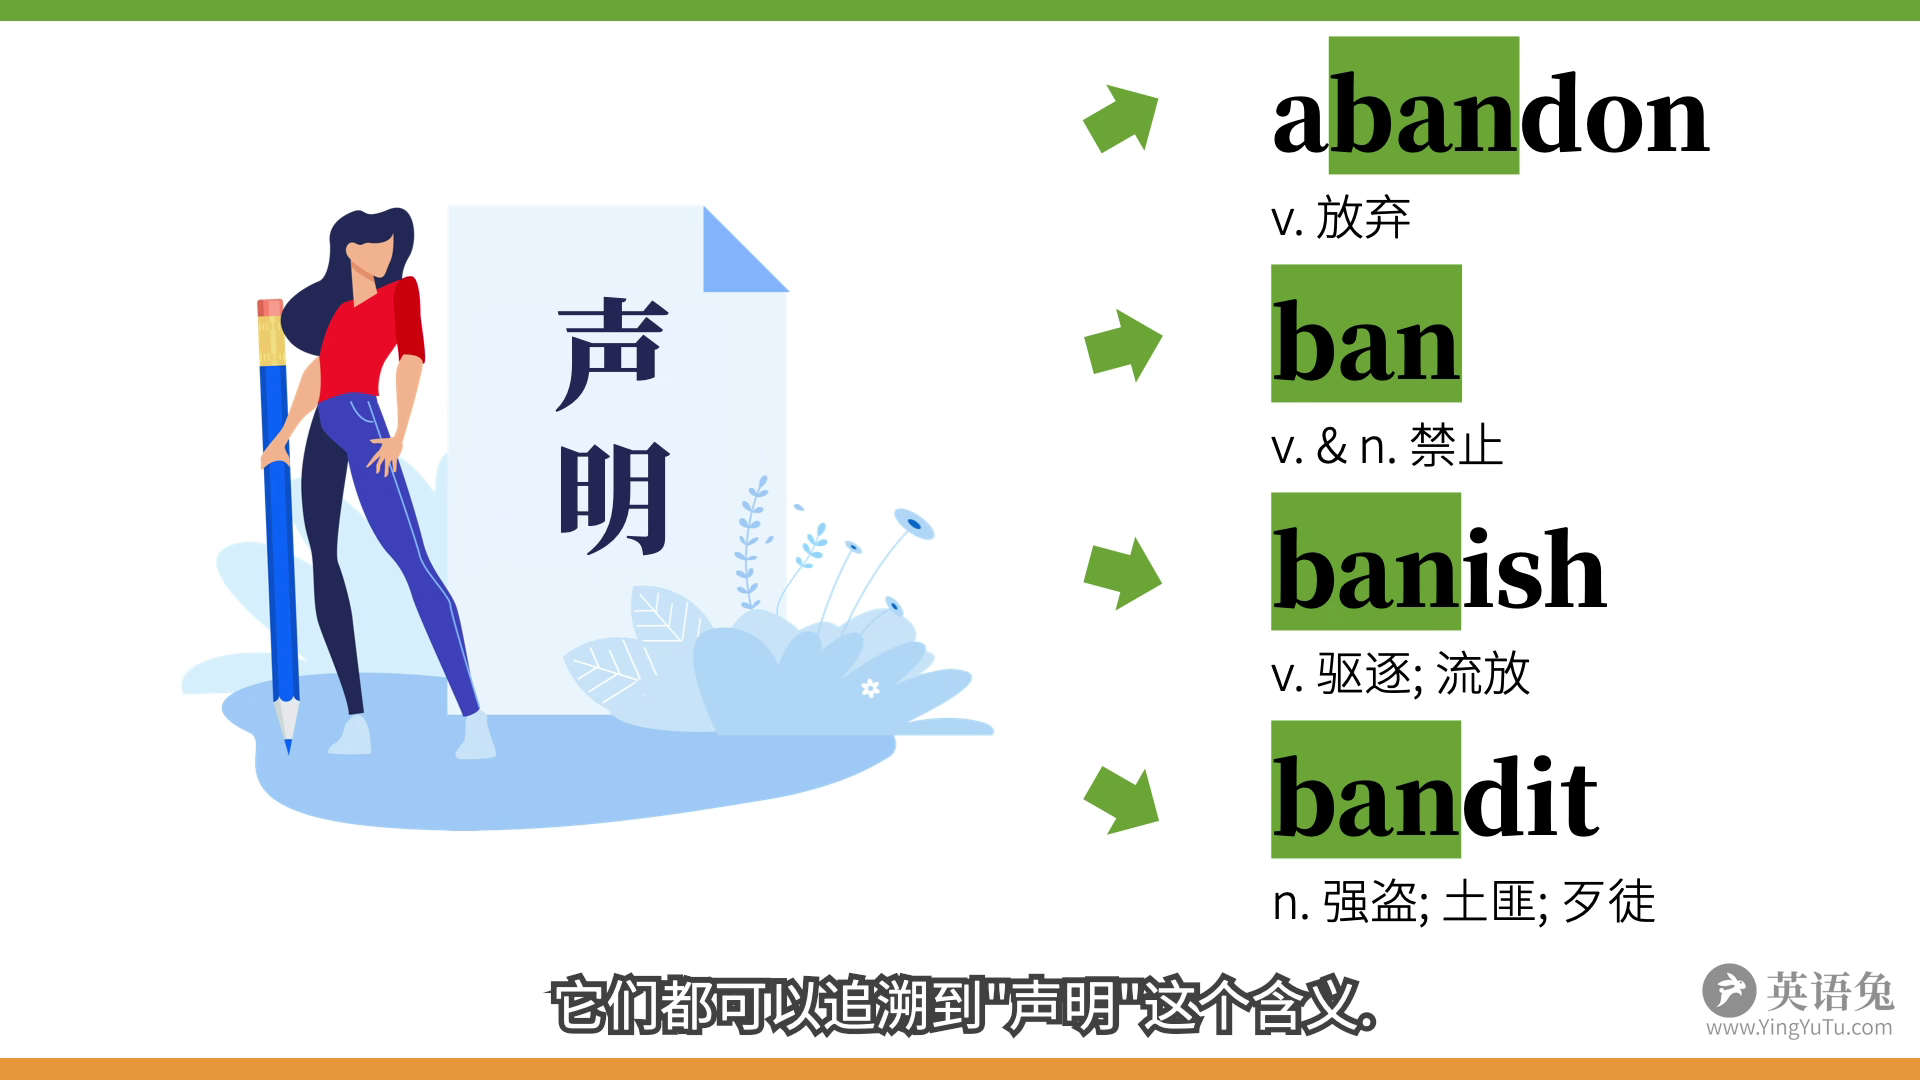 声
明
abandon
v. 放弃
ban
v. & n. 禁止
banish
v. 驱逐; 流放
bandit
n. 强盗; 土匪; 歹徒
它们都可以追溯到"声明"这个含义。
英语兔
www.YingYuTu.com